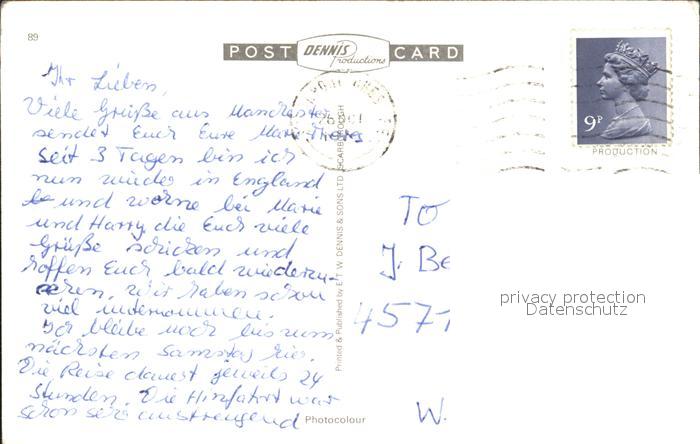 89
POST DENNIS Productions CARD
9P
PRODUCTION
Ihr Lieben,
Viele Grüße aus Manchester
sendet Euch Eure
seit 3 Tagen bin ich
nun wieder in England
und wohne bei Marie
und Harry, die Euch viele
Grüße schicken und
hoffen Euch bald wiederzu-
sehen. Wir haben schon
viel unternommen.
Ich bleibe noch bis zum
nächsten Samstag hier.
Die Reise dauert jeweils 24
Stunden. Die Hinfahrt war
schon sehr anstrengend
Printed & Published by E.T.W. DENNIS & SONS LTD. SCARBOROUGH
Photocolour
To
J. Be
4571
W.
privacy protection
Datenschutz